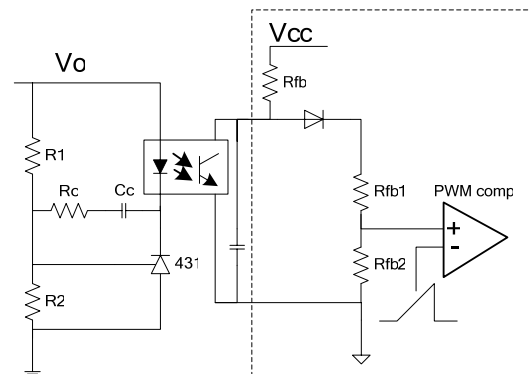 Vcc
Vo
Rfb
R1
Rc
Cc
Rfb1
PWM comp
+
-
431
Rfb2
R2